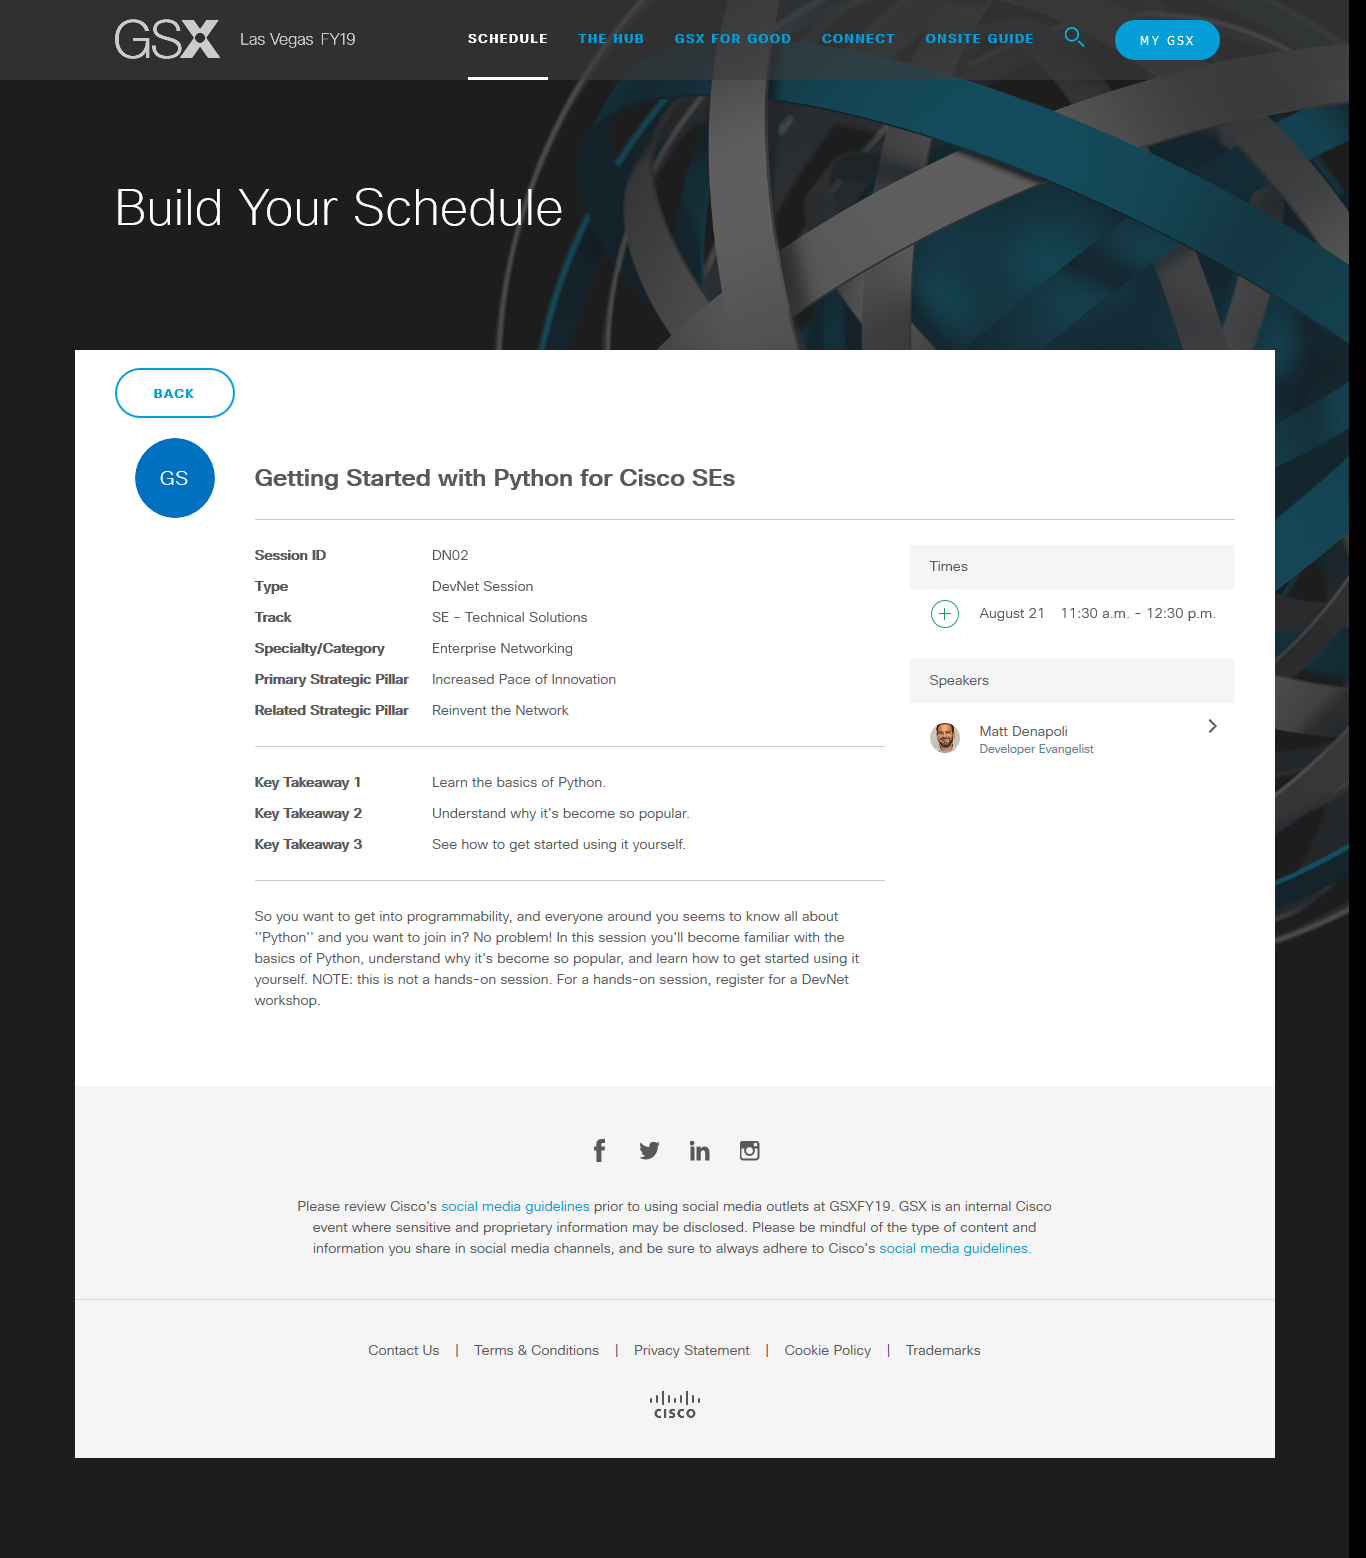 GSX Las Vegas FY19
SCHEDULE THE HUB GSX FOR GOOD CONNECT ONSITE GUIDE MY GSX
Build Your Schedule
BACK
GS
Getting Started with Python for Cisco SEs
Session ID DN02
Type DevNet Session
Track SE - Technical Solutions
Specialty/Category Enterprise Networking
Primary Strategic Pillar Increased Pace of Innovation
Related Strategic Pillar Reinvent the Network
Key Takeaway 1 Learn the basics of Python.
Key Takeaway 2 Understand why it's become so popular.
Key Takeaway 3 See how to get started using it yourself.
So you want to get into programmability, and everyone around you seems to know all about
''Python'' and you want to join in? No problem! In this session you'll become familiar with the
basics of Python, understand why it's become so popular, and learn how to get started using it
yourself. NOTE: this is not a hands-on session. For a hands-on session, register for a DevNet
workshop.
Times
August 21 11:30 a.m. - 12:30 p.m.
Speakers
Matt Denapoli
Developer Evangelist
Please review Cisco's social media guidelines prior to using social media outlets at GSXFY19. GSX is an internal Cisco
event where sensitive and proprietary information may be disclosed. Please be mindful of the type of content and
information you share in social media channels, and be sure to always adhere to Cisco's social media guidelines.
Contact Us | Terms & Conditions | Privacy Statement | Cookie Policy | Trademarks
CISCO